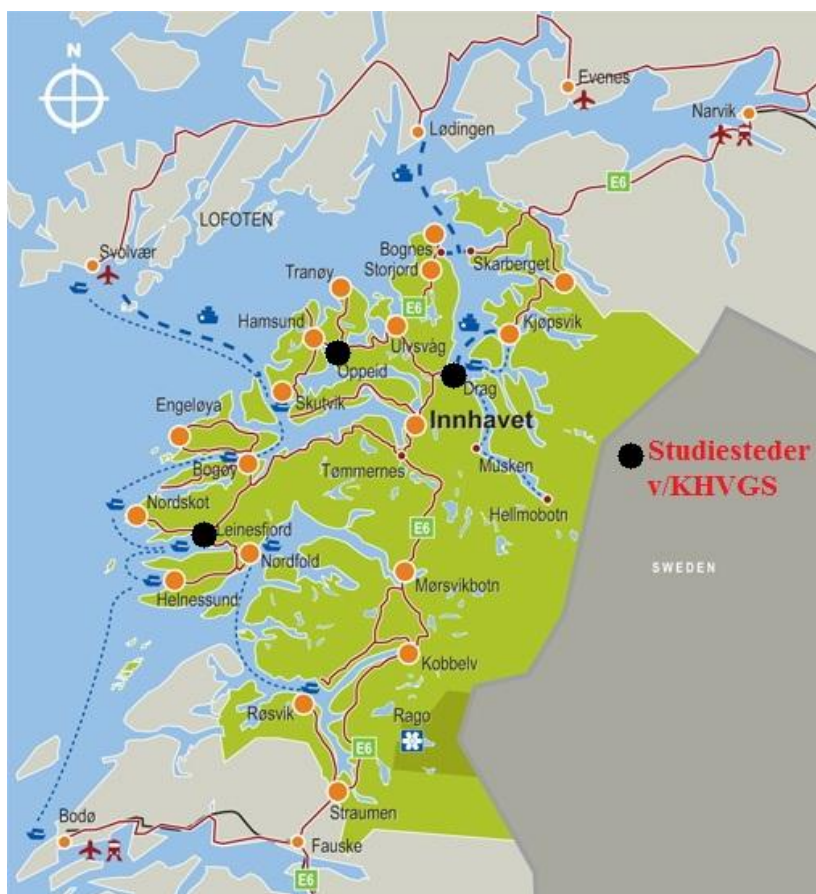 N
Evenes
Narvik
Lødingen
E6
LOFOTEN
Svolvær
Bognes
Skarberget
Storjord
Tranøy
E6
Hamsund
Ulvsvåg
Kjøpsvik
Oppeid
Drag
Skutvik
Engeløya
Innhavet
Studiesteder
v/KHVGS
Bogøy
Tømmernes
Musken
Nordskot
Hellmobotn
Leinesfjord
E6
Nordfold
SWEDEN
Helnessund
Mørsvikbotn
Kobbelv
Røsvik
Rago
E6
Straumen
Bodø
Fauske
E6